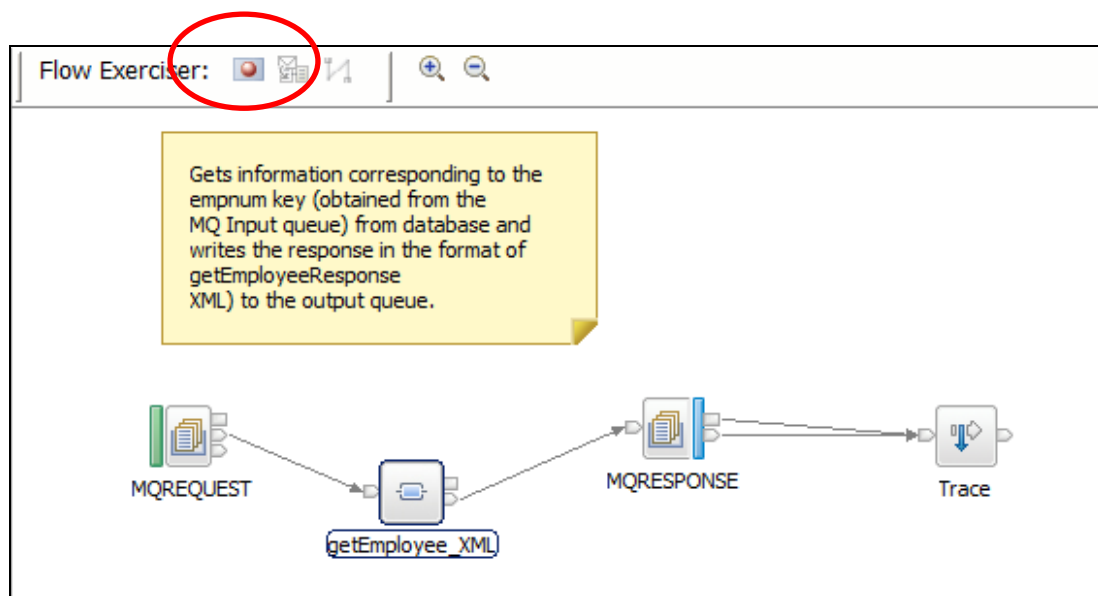 Flow Exerciser:
Gets information corresponding to the
empnum key (obtained from the
MQ Input queue) from database and
writes the response in the format of
getEmployeeResponse
XML) to the output queue.
MQREQUEST
getEmployee_XML
MQRESPONSE
Trace